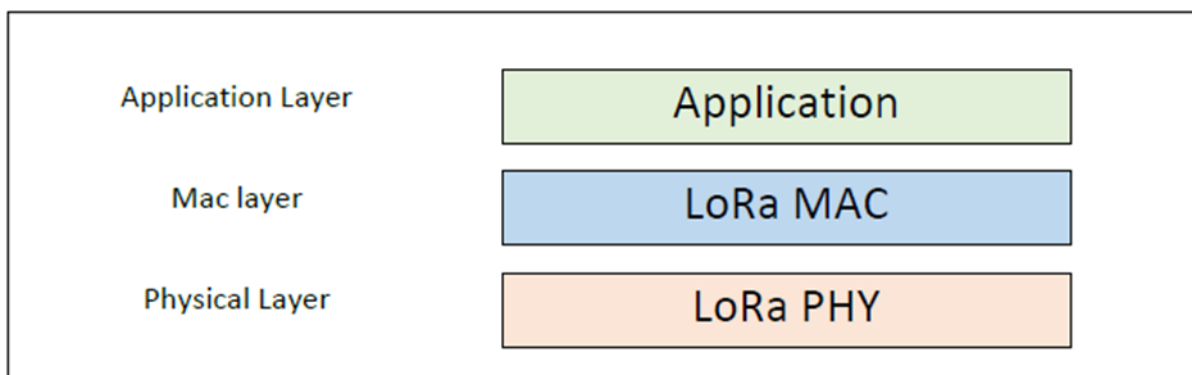 Application Layer
Application
Mac layer
LoRa MAC
Physical Layer
LoRa PHY